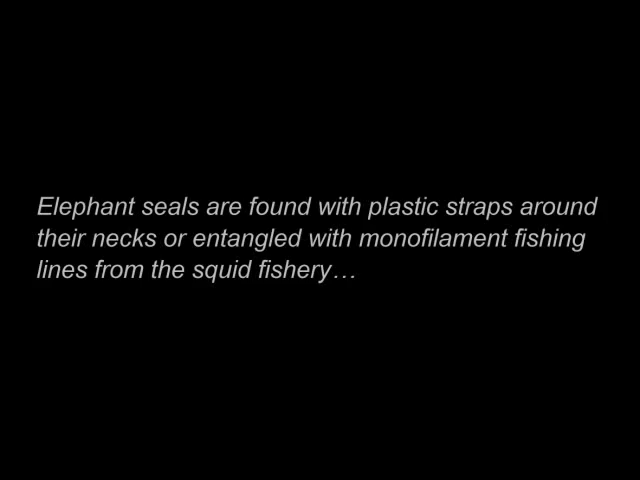 Elephant seals are found with plastic straps around
their necks or entangled with monofilament fishing
lines from the squid fishery…